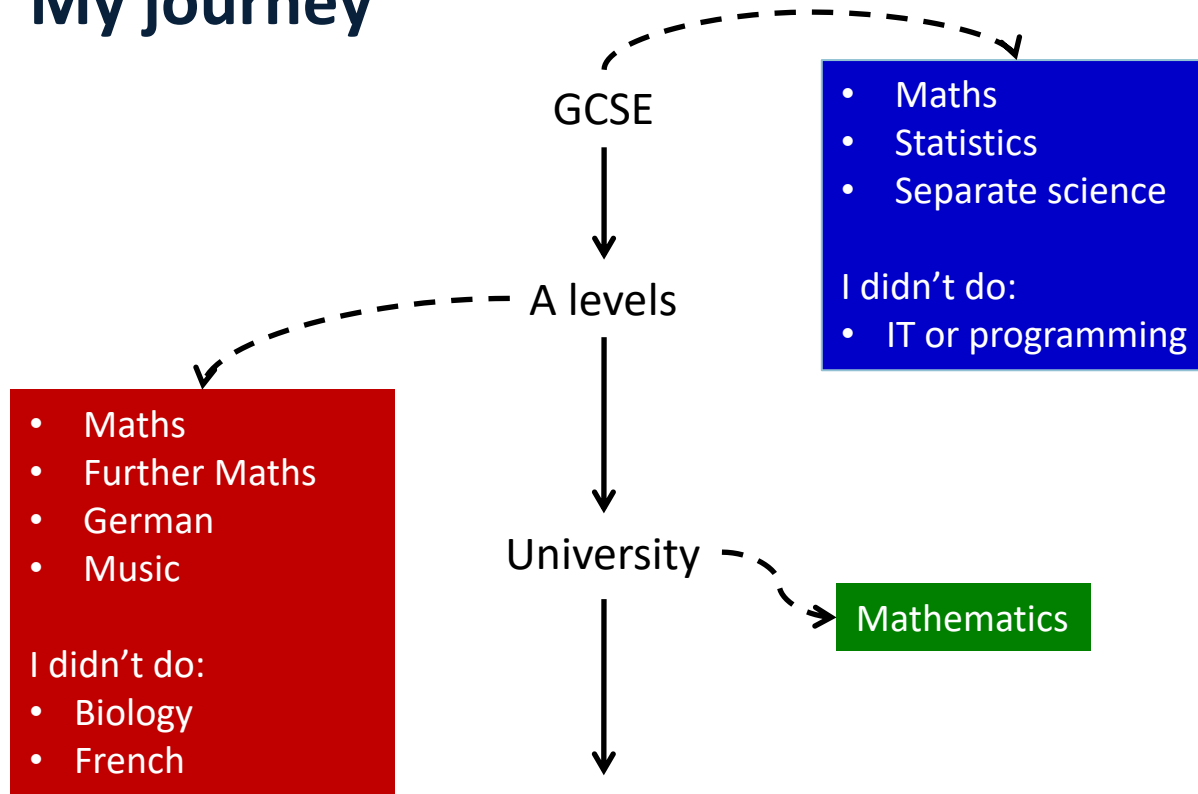 My journey
GCSE
• Maths
• Statistics
• Separate science
I didn’t do:
• IT or programming
A levels
• Maths
• Further Maths
• German
• Music
I didn’t do:
• Biology
• French
University
Mathematics